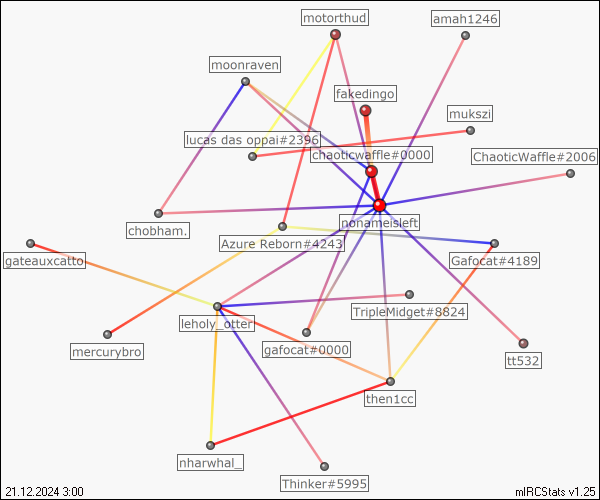 motorthud
amah1246
moonraven
fakedingo
mukszi
lucas das oppai#2396
chaoticwaffle#0000
ChaoticWaffle#2006
nonameisleft
chobham.
Azure Reborn#4243
gateauxcatto
Gafocat#4189
TripleMidget#8824
leholy_otter
mercurybro
gafocat#0000
tt532
then1cc
nharwhal_
Thinker#5995
21.12.2024 3:00
mIRCStats v1.25